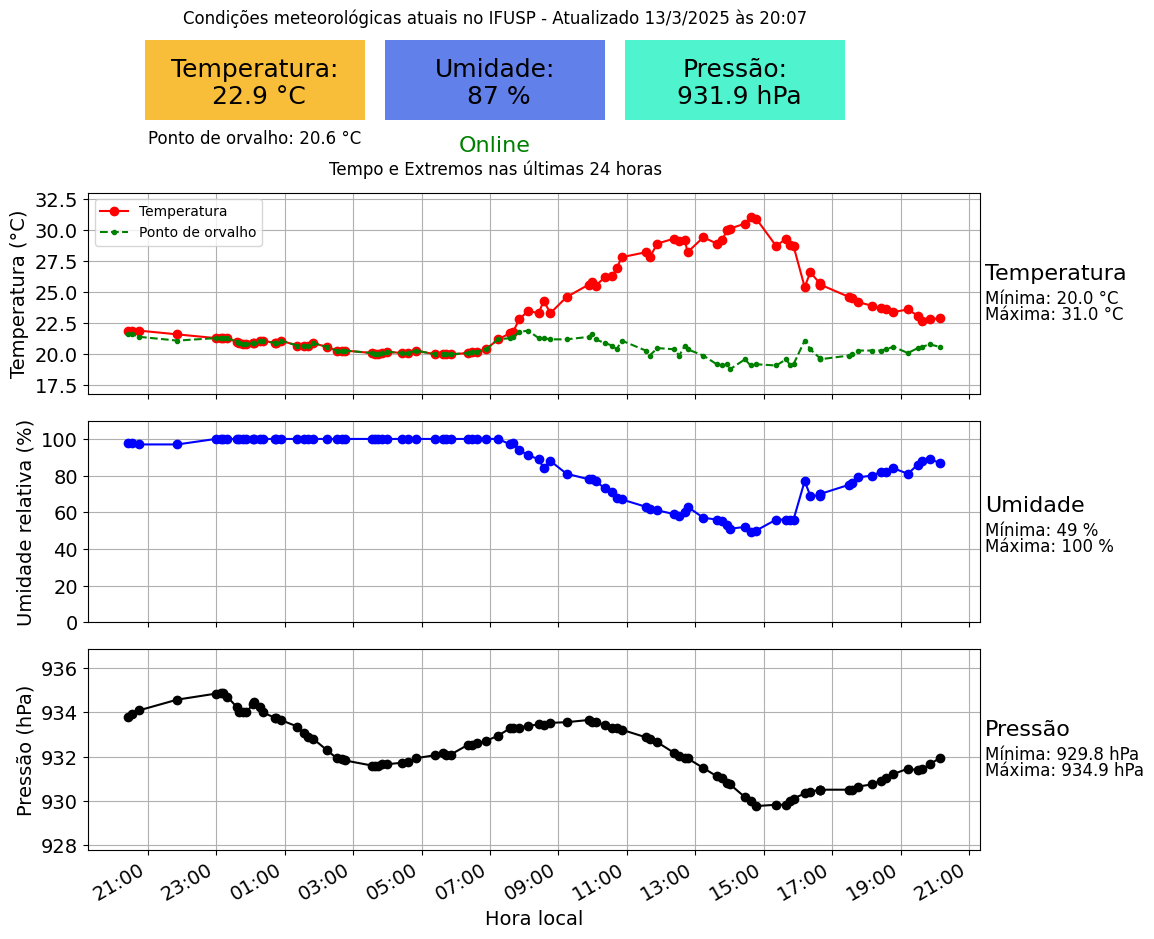 Condições meteorológicas atuais no IFUSP - Atualizado 13/3/2025 às 20:07
Temperatura:
22.9 °C
Umidade:
87 %
Pressão:
931.9 hPa
Ponto de orvalho: 20.6 °C
Online
Tempo e Extremos nas últimas 24 horas
Temperatura (°C)
32.5
30.0
27.5
25.0
22.5
20.0
17.5
Temperatura
Ponto de orvalho
Temperatura
Mínima: 20.0 °C
Máxima: 31.0 °C
Umidade relativa (%)
100
80
60
40
20
0
Umidade
Mínima: 49 %
Máxima: 100 %
Pressão (hPa)
936
934
932
930
928
Pressão
Mínima: 929.8 hPa
Máxima: 934.9 hPa
21:00
23:00
01:00
03:00
05:00
07:00
09:00
11:00
13:00
15:00
17:00
19:00
21:00
Hora local